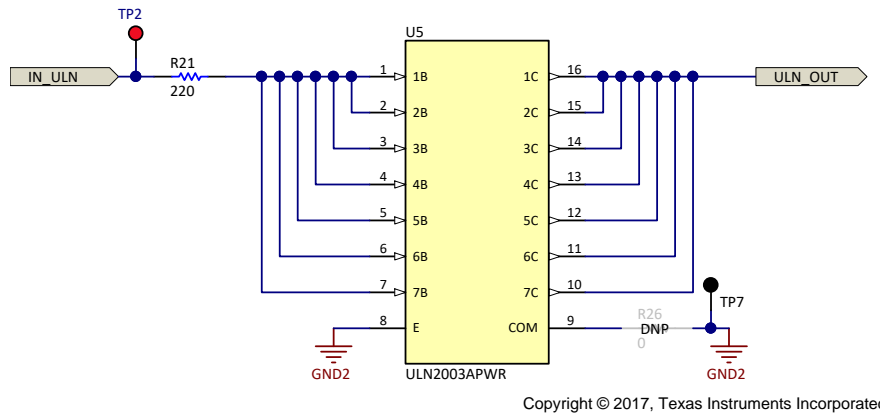 TP2
U5
IN_ULN
R21
220
1 1B 1C 16
2 2B 2C 15
3 3B 3C 14
4 4B 4C 13
5 5B 5C 12
6 6B 6C 11
7 7B 7C 10
8 E COM 9
ULN_OUT
TP7
R26
DNP
0
GND2
GND2
ULN2003APWR
Copyright © 2017, Texas Instruments Incorporated